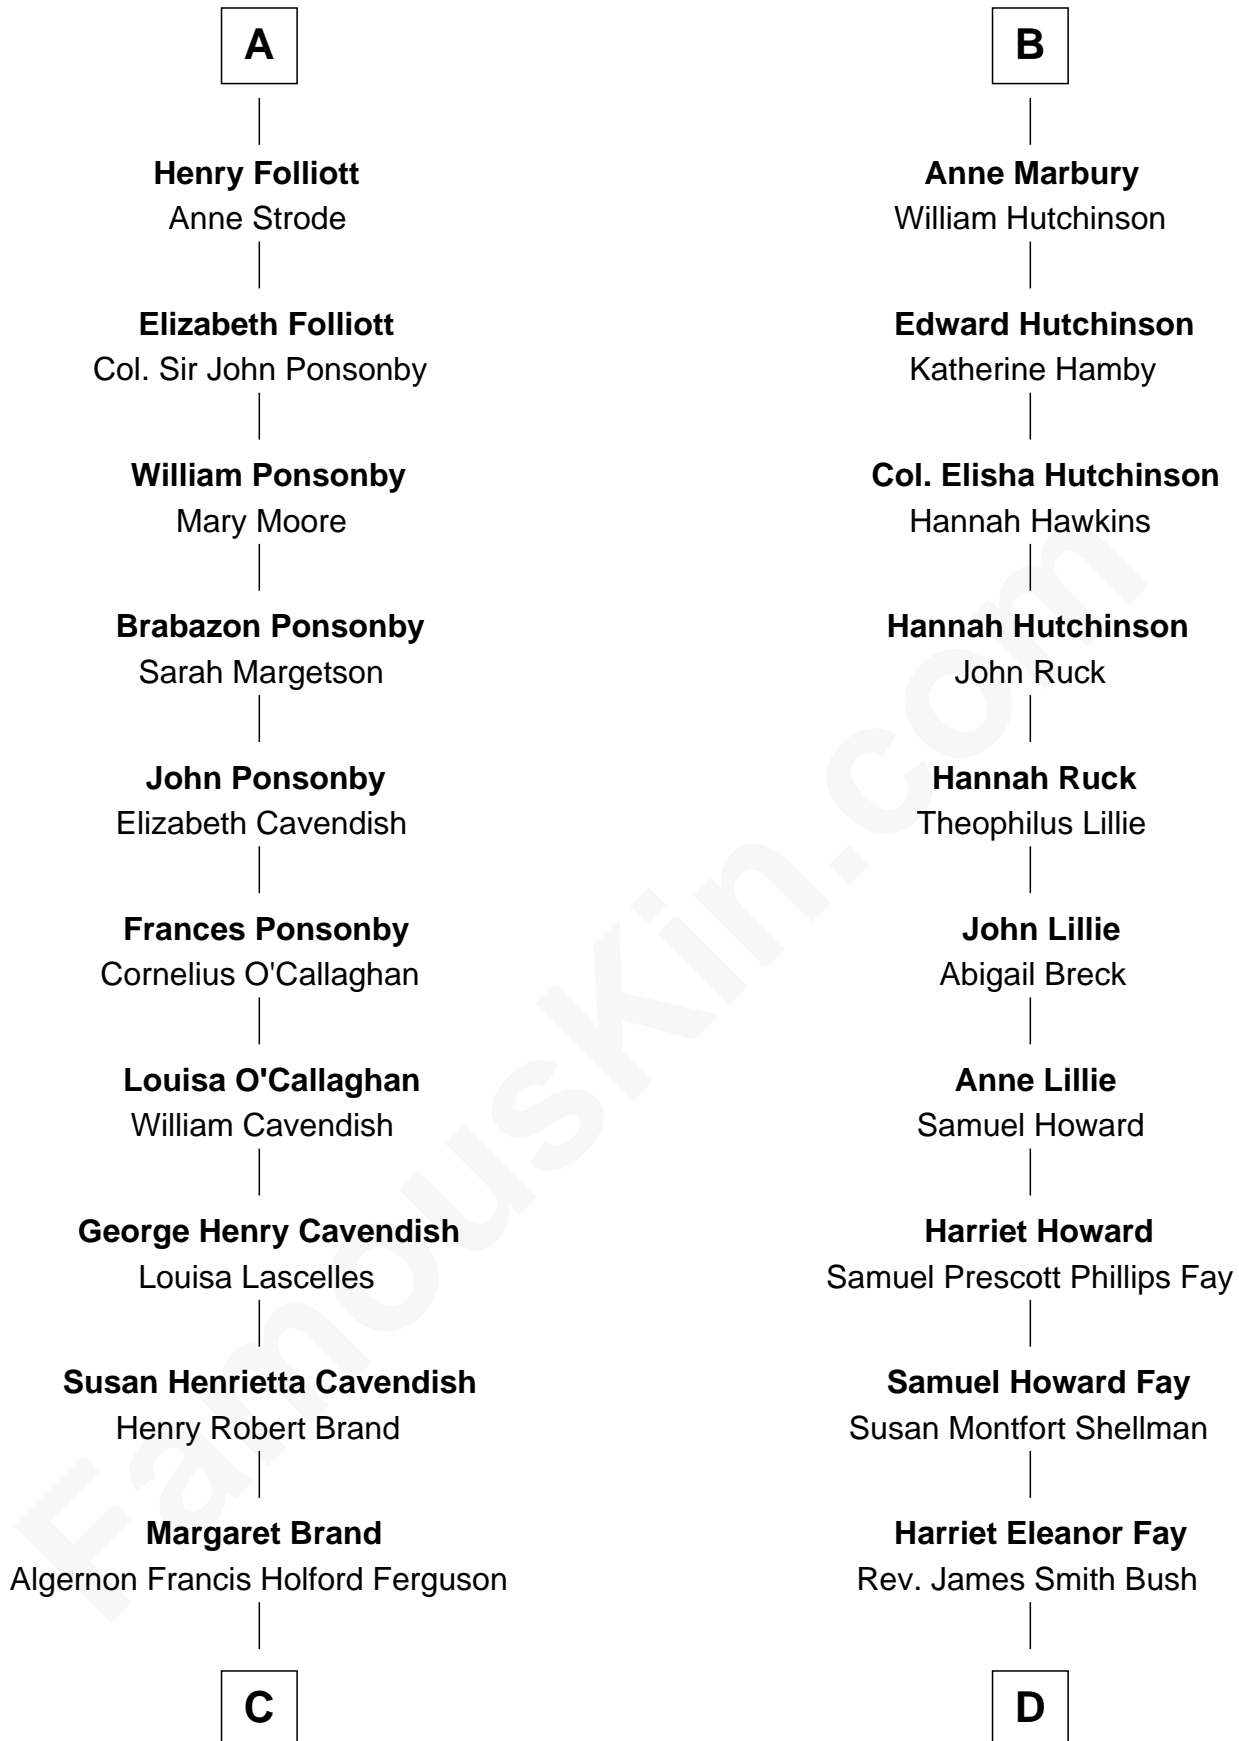 A
Henry Folliott
Anne Strode
Elizabeth Folliott
Col. Sir John Ponsonby
William Ponsonby
Mary Moore
Brabazon Ponsonby
Sarah Margetson
John Ponsonby
Elizabeth Cavendish
Frances Ponsonby
Cornelius O'Callaghan
Louisa O'Callaghan
William Cavendish
George Henry Cavendish
Louisa Lascelles
Susan Henrietta Cavendish
Henry Robert Brand
Margaret Brand
Algernon Francis Holford Ferguson
C
B
Anne Marbury
William Hutchinson
Edward Hutchinson
Katherine Hamby
Col. Elisha Hutchinson
Hannah Hawkins
Hannah Hutchinson
John Ruck
Hannah Ruck
Theophilus Lillie
John Lillie
Abigail Breck
Anne Lillie
Samuel Howard
Harriet Howard
Samuel Prescott Phillips Fay
Samuel Howard Fay
Susan Montfort Shellman
Harriet Eleanor Fay
Rev. James Smith Bush
D
FamousKin.com